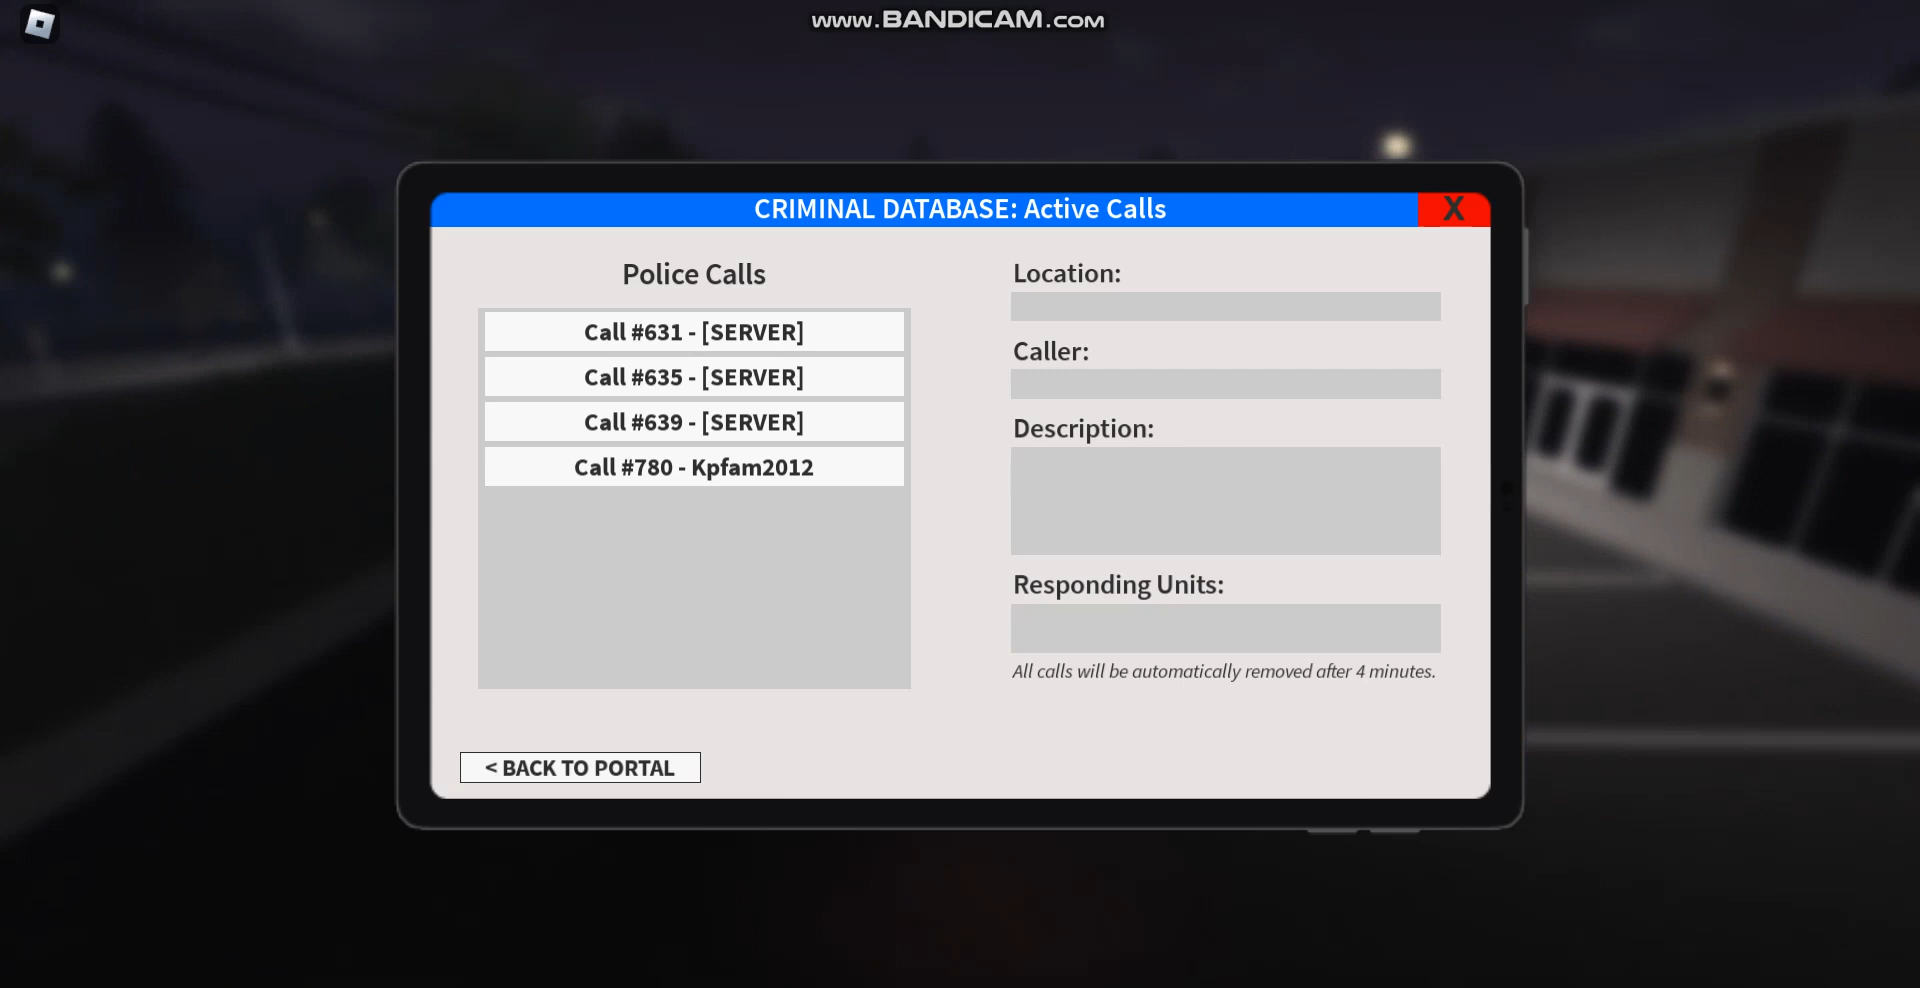 www.BANDICAM.com
CRIMINAL DATABASE: Active Calls
X
Police Calls
Call #631 - [SERVER]
Call #635 - [SERVER]
Call #639 - [SERVER]
Call #780 - Kpfam2012
Location:
Caller:
Description:
Responding Units:
All calls will be automatically removed after 4 minutes.
< BACK TO PORTAL